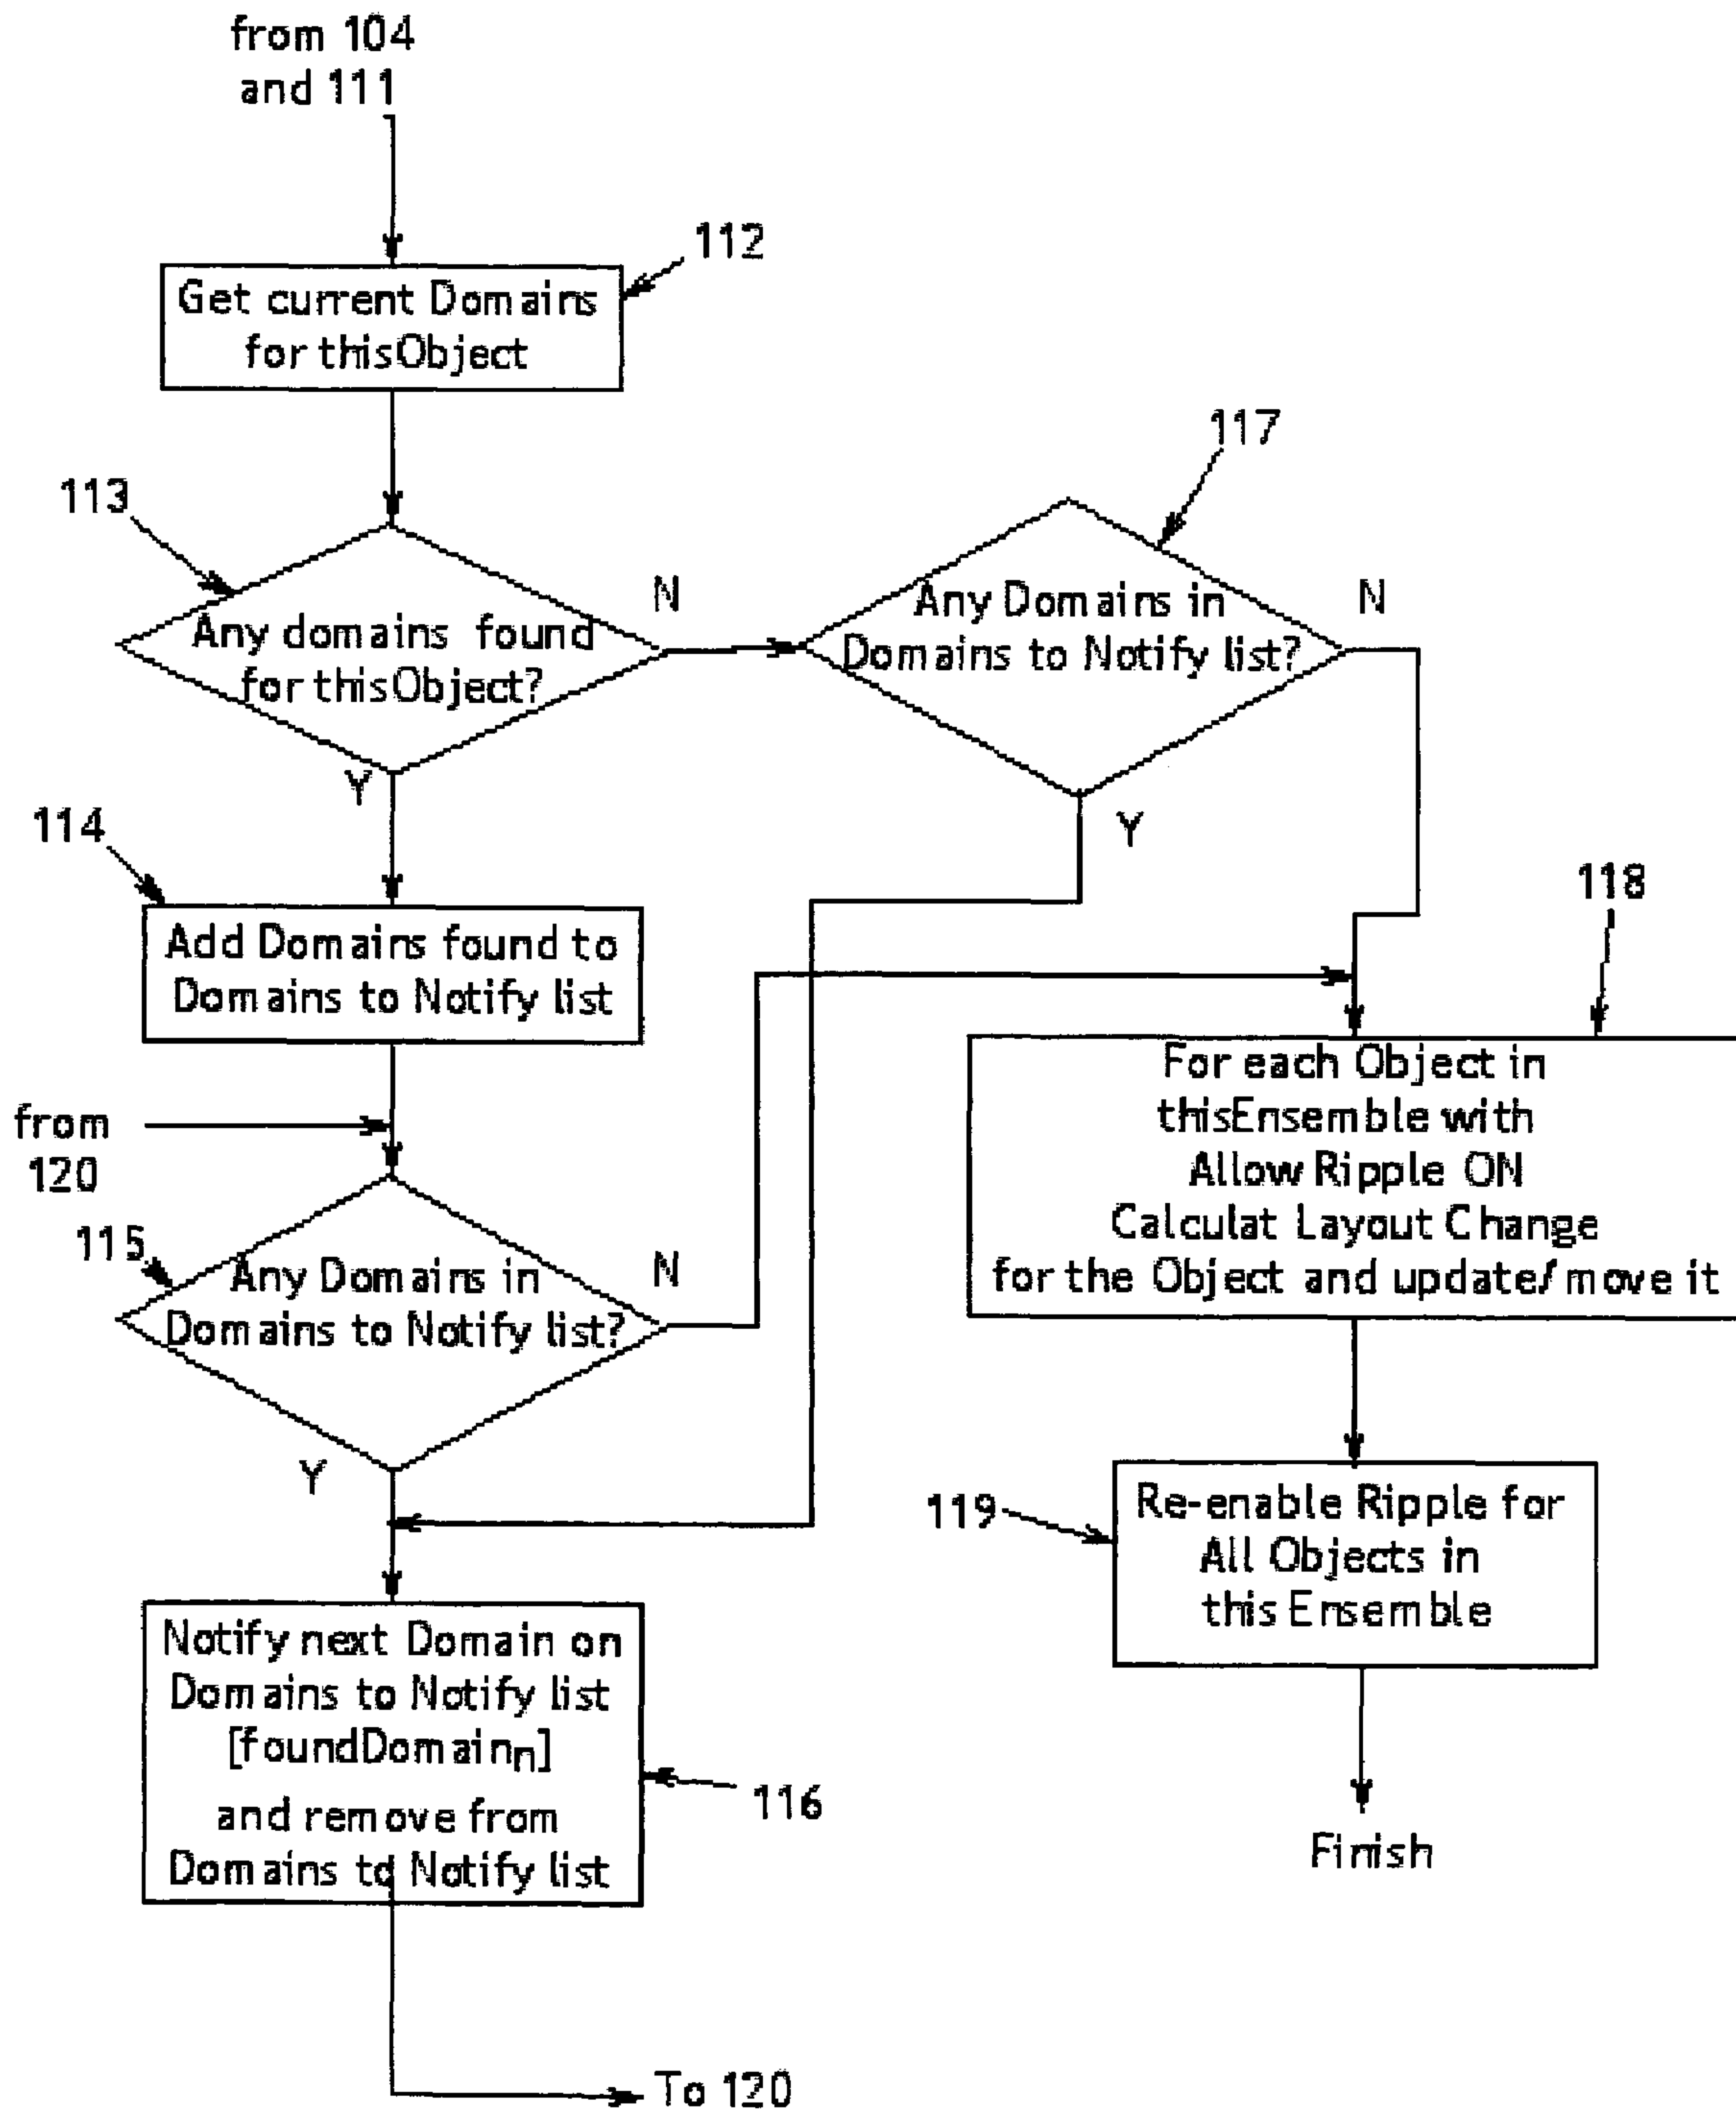 from 104
and 111
112
Get current Domains
for thisObject
117
113
N
Any domains found
for thisObject?
Any Domains in
Domains to Notify list?
N
Y
Y
114
118
Add Domains found to
Domains to Notify list
For each Object in
thisEnsemble with
Allow Ripple ON
Calculat Layout Change
for the Object and update/move it
from
120
115
Any Domains in
Domains to Notify list?
N
Y
119
Re-enable Ripple for
All Objects in
this Ensemble
Notify next Domain on
Domains to Notify list
[foundDomainn]
and remove from
Domains to Notify list
116
Finish
To 120